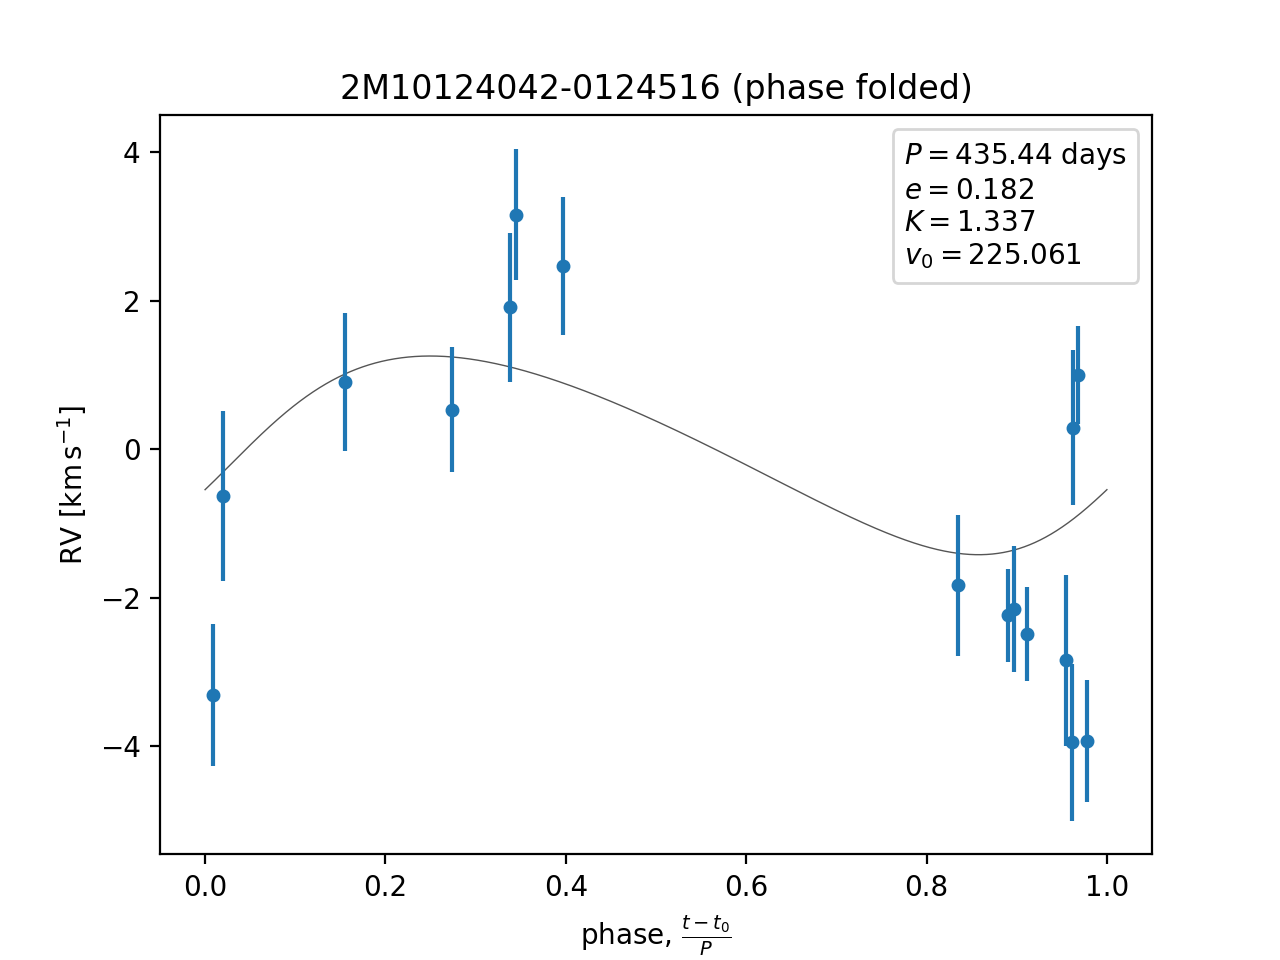 2M10124042-0124516 (phase folded)
P = 435.44 days
e = 0.182
K = 1.337
v₀ = 225.061
RV [km s⁻¹]
4
2
0
−2
−4
0.0 0.2 0.4 0.6 0.8 1.0
phase, (t − t₀)/P